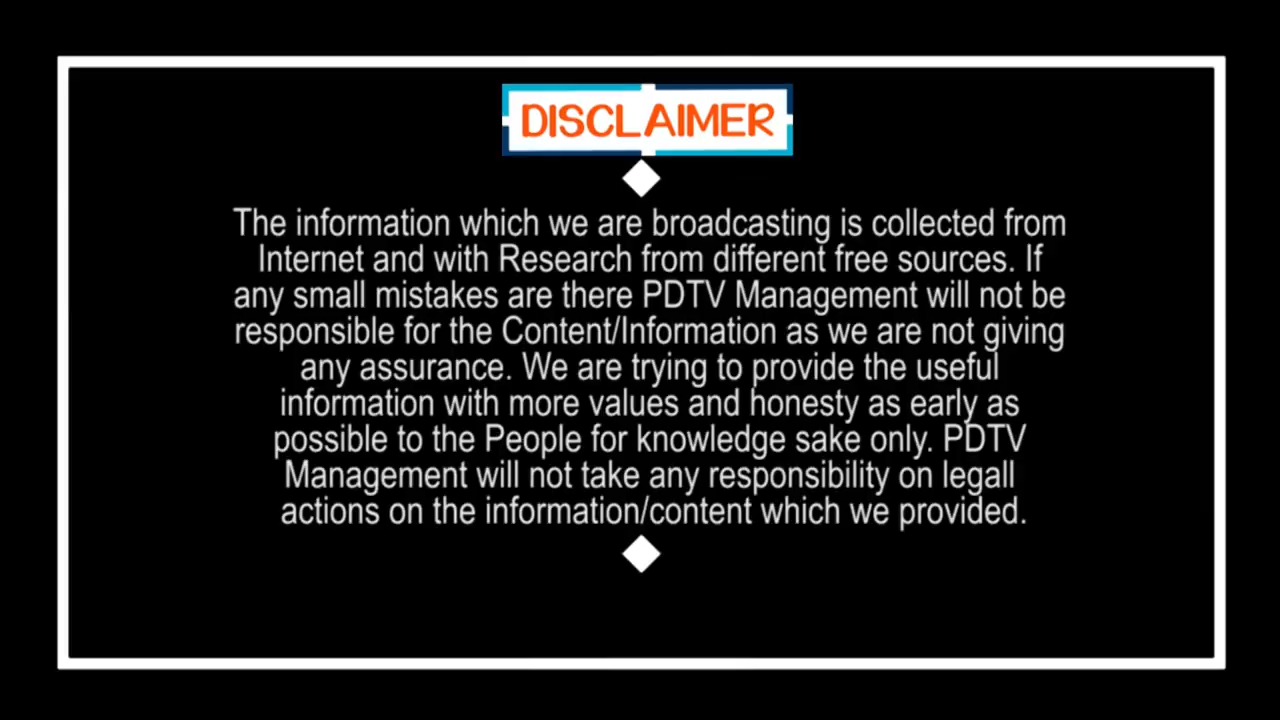 DISCLAIMER
The information which we are broadcasting is collected from
Internet and with Research from different free sources. If
any small mistakes are there PDTV Management will not be
responsible for the Content/Information as we are not giving
any assurance. We are trying to provide the useful
information with more values and honesty as early as
possible to the People for knowledge sake only. PDTV
Management will not take any responsibility on legall
actions on the information/content which we provided.